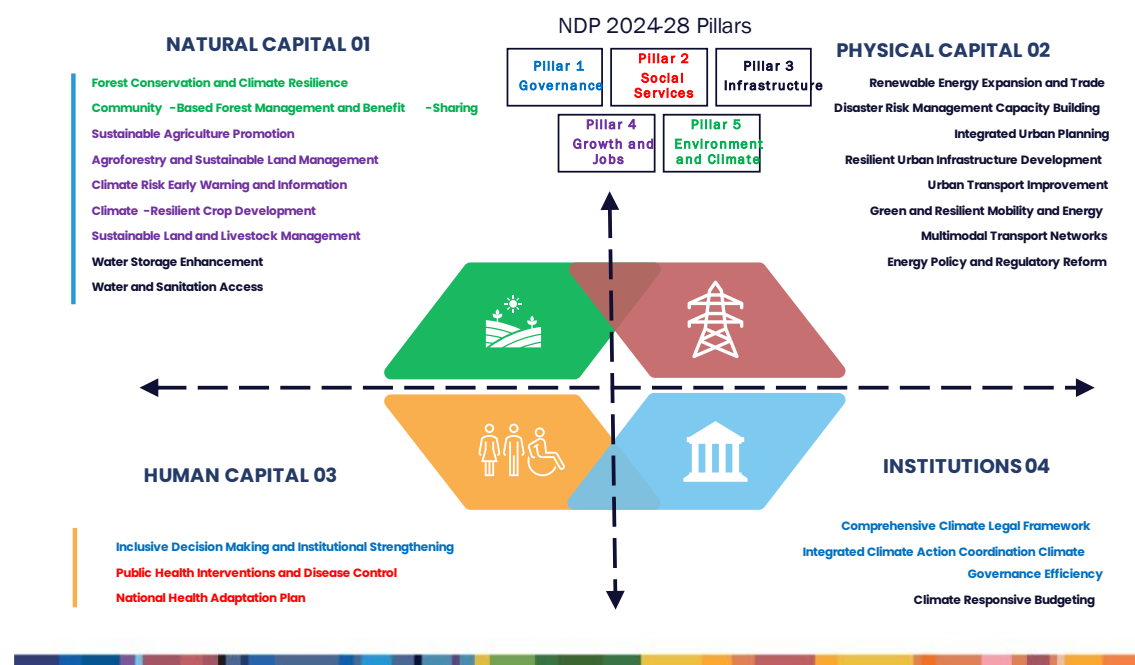 NDP 2024-28 Pillars
NATURAL CAPITAL 01
Forest Conservation and Climate Resilience
Community -Based Forest Management and Benefit -Sharing
Sustainable Agriculture Promotion
Agroforestry and Sustainable Land Management
Climate Risk Early Warning and Information
Climate -Resilient Crop Development
Sustainable Land and Livestock Management
Water Storage Enhancement
Water and Sanitation Access
Pillar 1
Governance
Pillar 2
Social
Services
Pillar 3
Infrastructure
Pillar 4
Growth and
Jobs
Pillar 5
Environment
and Climate
PHYSICAL CAPITAL 02
Renewable Energy Expansion and Trade
Disaster Risk Management Capacity Building
Integrated Urban Planning
Resilient Urban Infrastructure Development
Urban Transport Improvement
Green and Resilient Mobility and Energy
Multimodal Transport Networks
Energy Policy and Regulatory Reform
HUMAN CAPITAL 03
Inclusive Decision Making and Institutional Strengthening
Public Health Interventions and Disease Control
National Health Adaptation Plan
INSTITUTIONS 04
Comprehensive Climate Legal Framework
Integrated Climate Action Coordination Climate
Governance Efficiency
Climate Responsive Budgeting